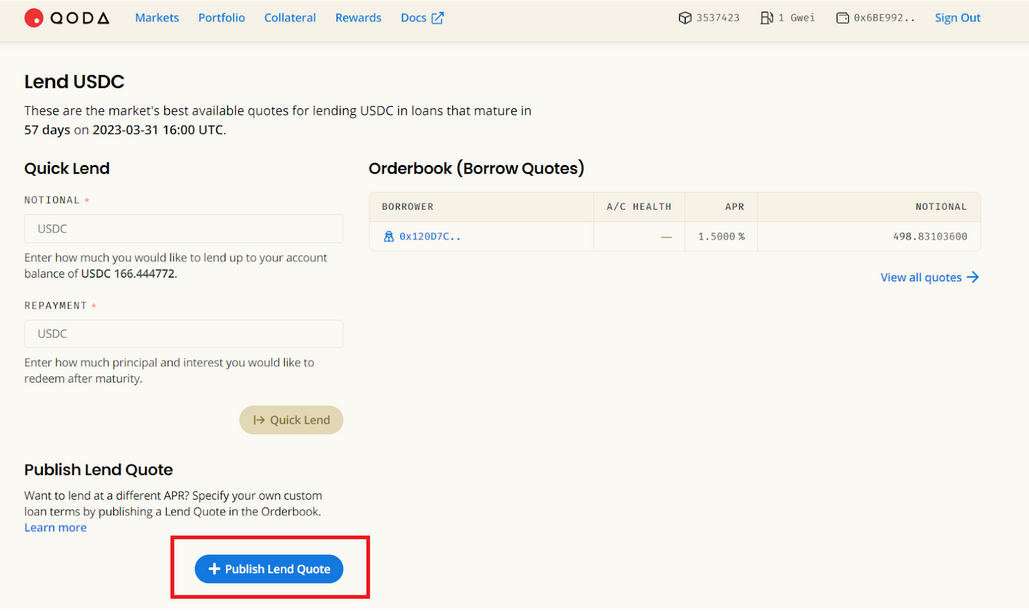 QODA Markets Portfolio Collateral Rewards Docs 3537423 1 Gwei 0x6BE992.. Sign Out
Lend USDC
These are the market's best available quotes for lending USDC in loans that mature in
57 days on 2023-03-31 16:00 UTC.
Quick Lend
NOTIONAL *
USDC
Enter how much you would like to lend up to your account
balance of USDC 166.444772.
REPAYMENT *
USDC
Enter how much principal and interest you would like to
redeem after maturity.
Quick Lend
Publish Lend Quote
Want to lend at a different APR? Specify your own custom
loan terms by publishing a Lend Quote in the Orderbook.
Learn more
+ Publish Lend Quote
Orderbook (Borrow Quotes)
BORROWER A/C HEALTH APR NOTIONAL
0x120D7C.. — 1.5000 % 498.83103600
View all quotes →